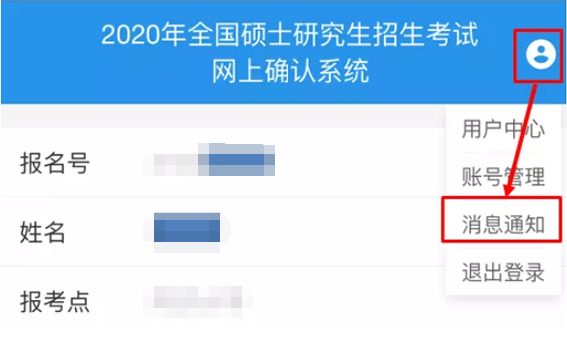 2020年全国硕士研究生招生考试
网上确认系统
用户中心
报名号
账号管理
姓名
消息通知
退出登录
报考点